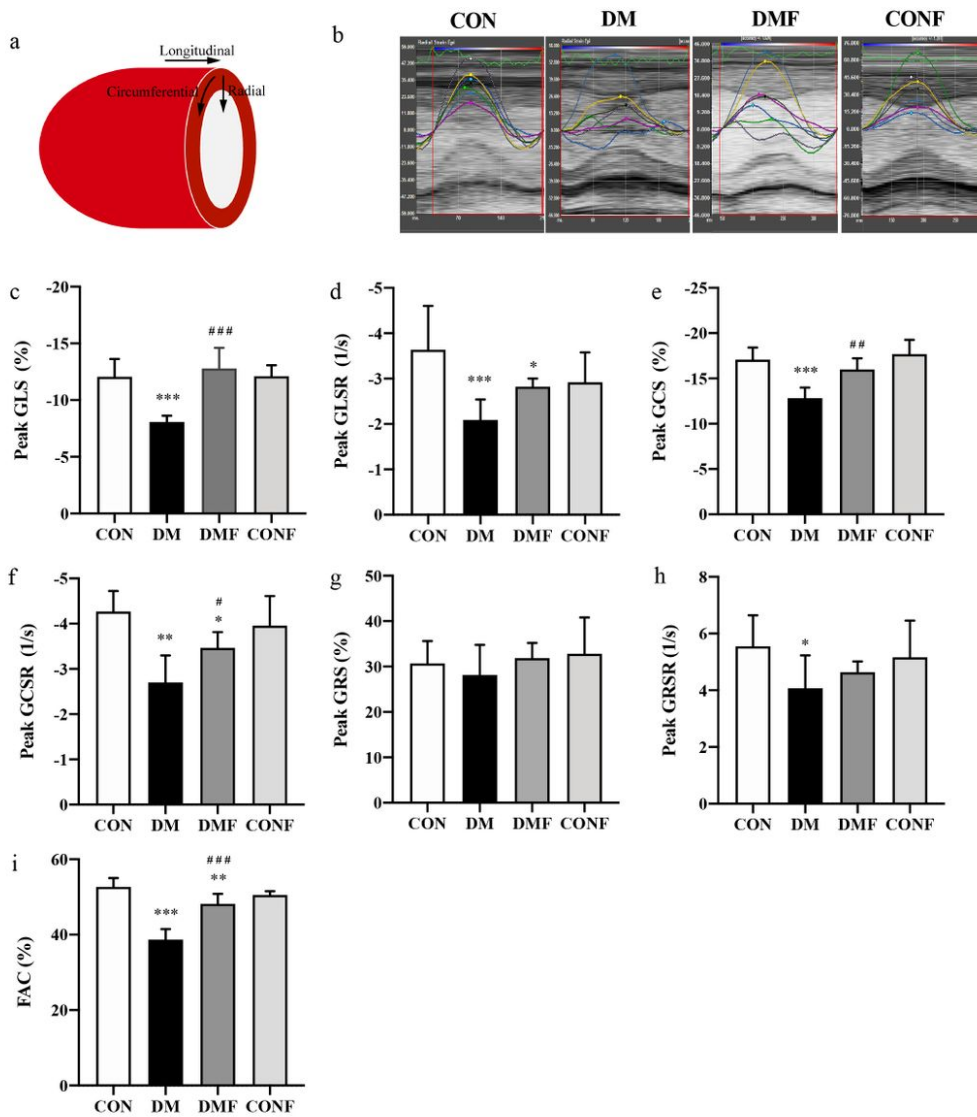 a
Longitudinal
Circumferential
Radial
b
CON DM DMF CONF
Radial Strain Epi
c
Peak GLS (%)
-20
-15
-10
-5
0
***
###
CON DM DMF CONF
d
Peak GLSR (1/s)
-5
-4
-3
-2
-1
0
***
*
CON DM DMF CONF
e
Peak GCS (%)
-25
-20
-15
-10
-5
0
***
##
CON DM DMF CONF
f
Peak GCSR (1/s)
-5
-4
-3
-2
-1
0
**
#
*
CON DM DMF CONF
g
Peak GRS (%)
50
40
30
20
10
0
CON DM DMF CONF
h
Peak GRSR (1/s)
8
6
4
2
0
*
CON DM DMF CONF
i
FAC (%)
60
40
20
0
***
###
**
CON DM DMF CONF